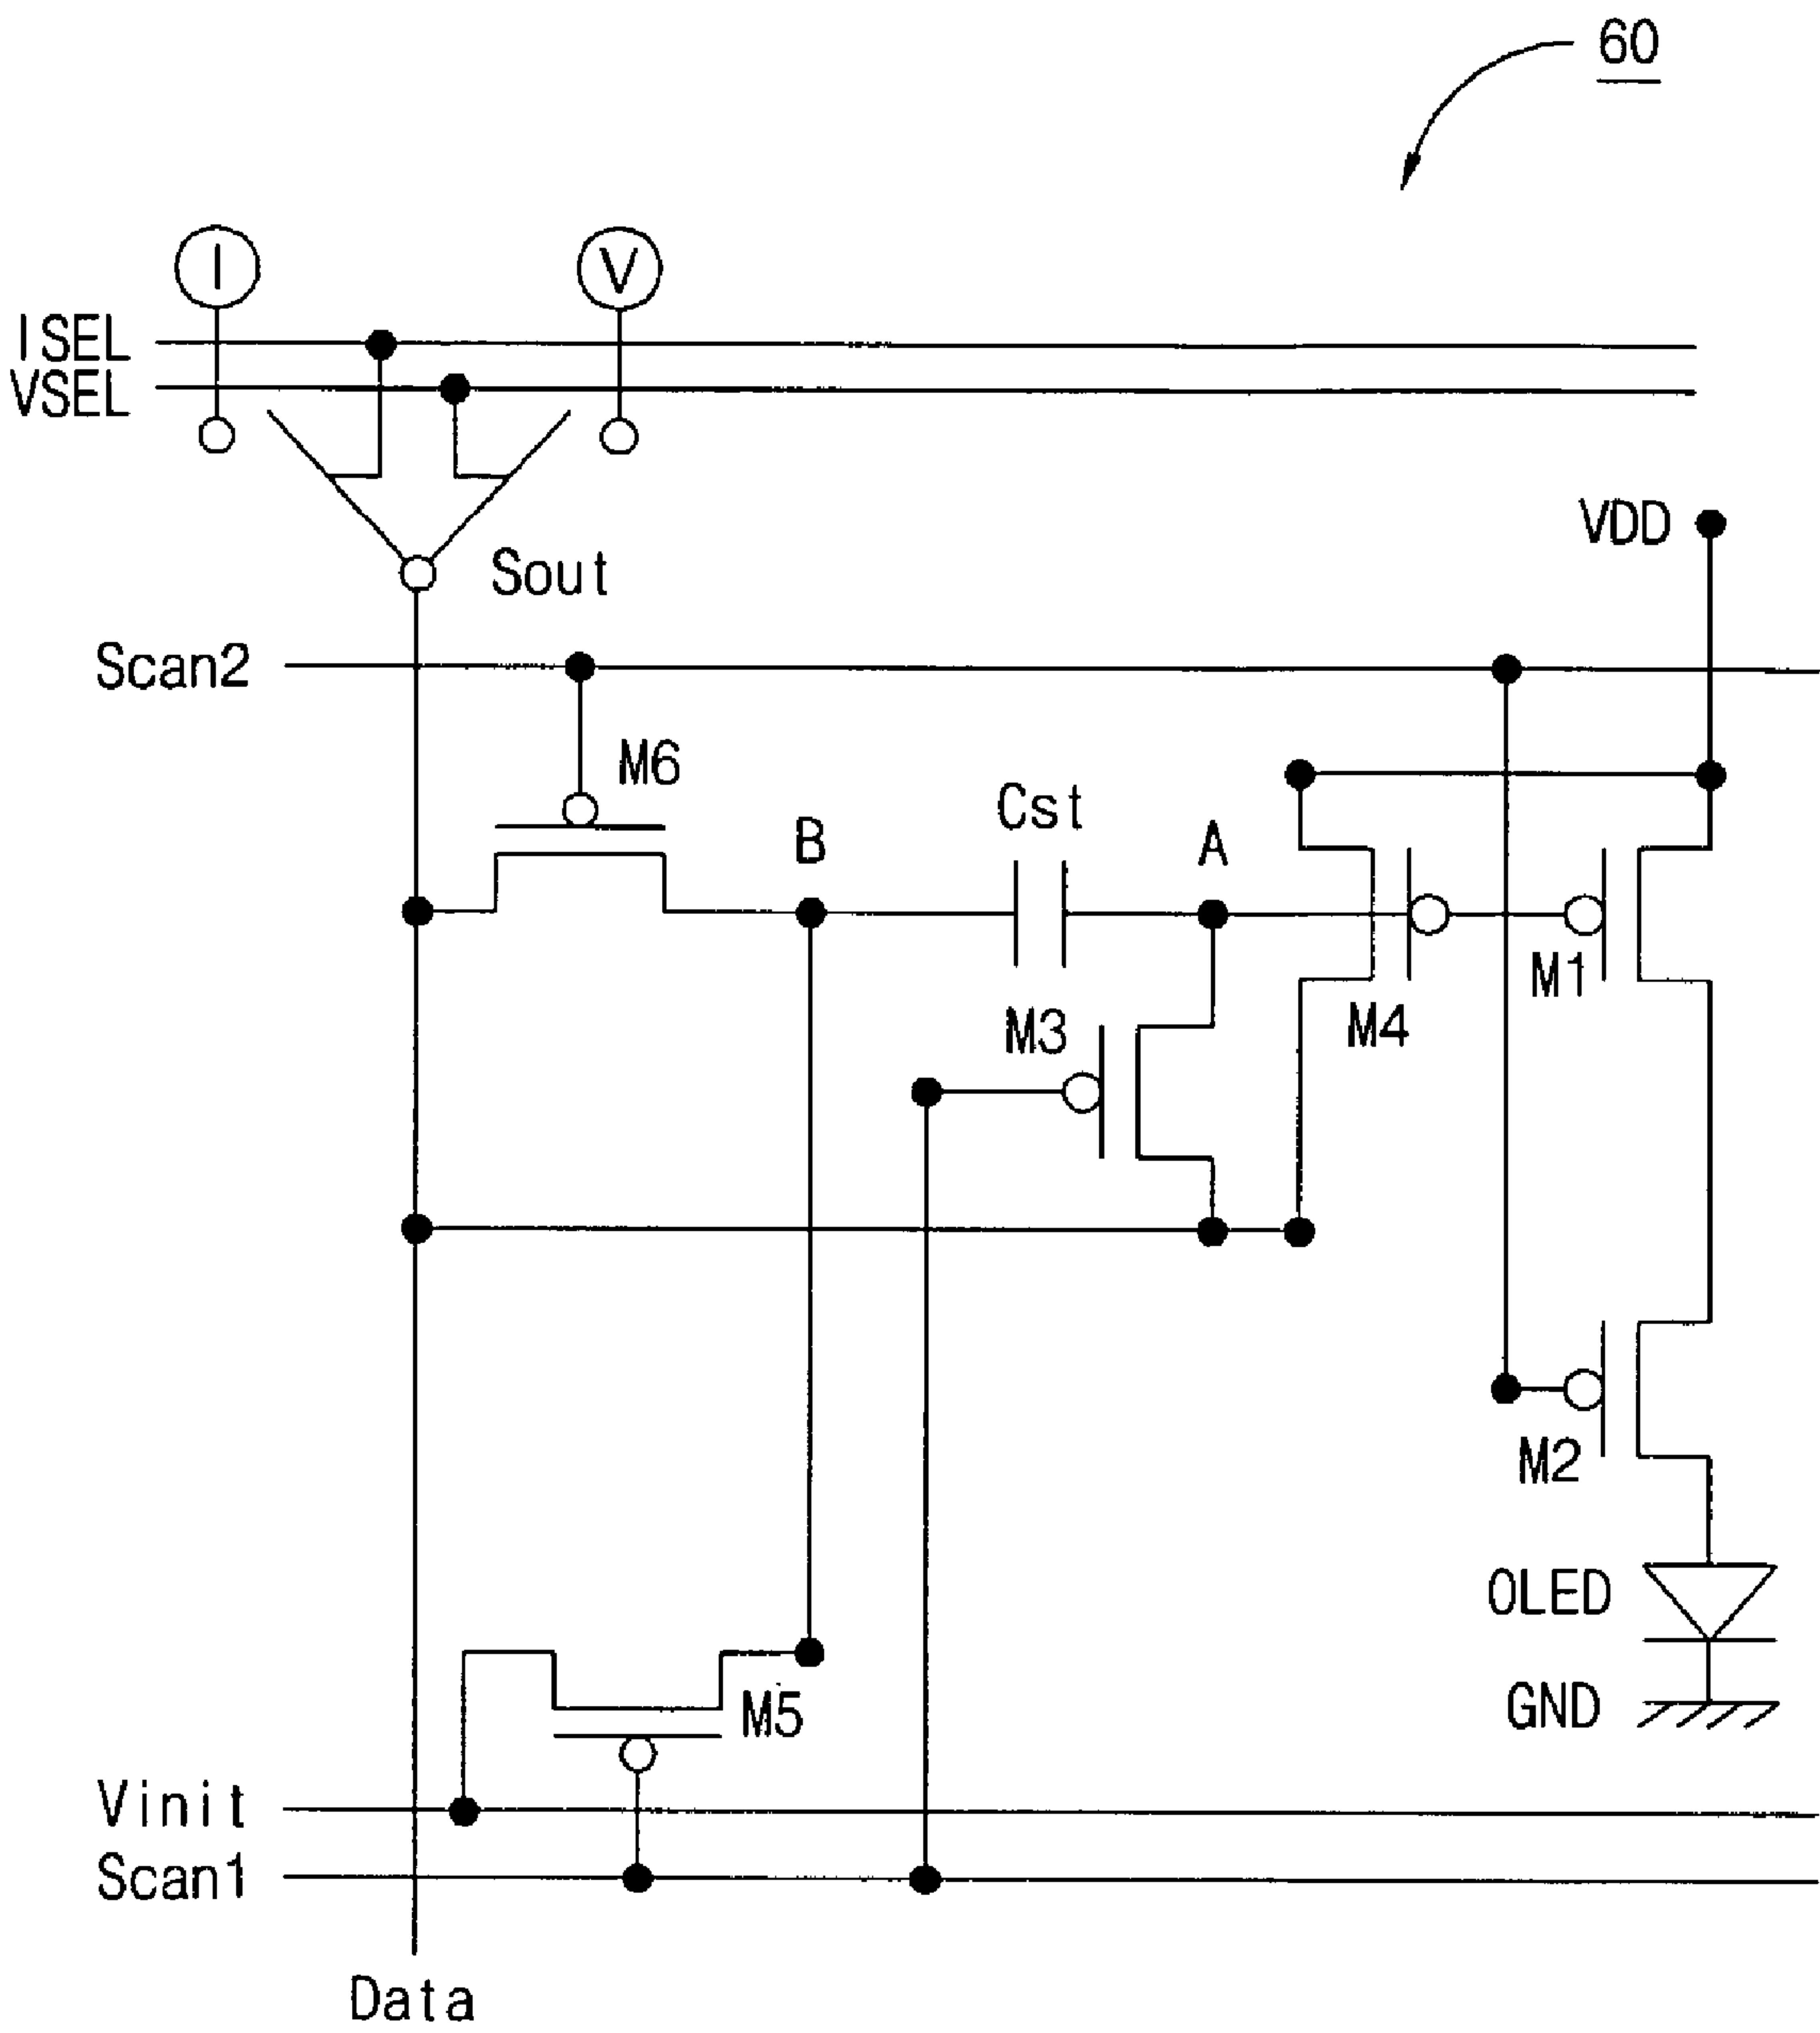 60
I
V
ISEL
VSEL
VDD
Sout
Scan2
M6
Cst
B
A
M1
M3
M4
M2
OLED
M5
GND
Vinit
Scan1
Data